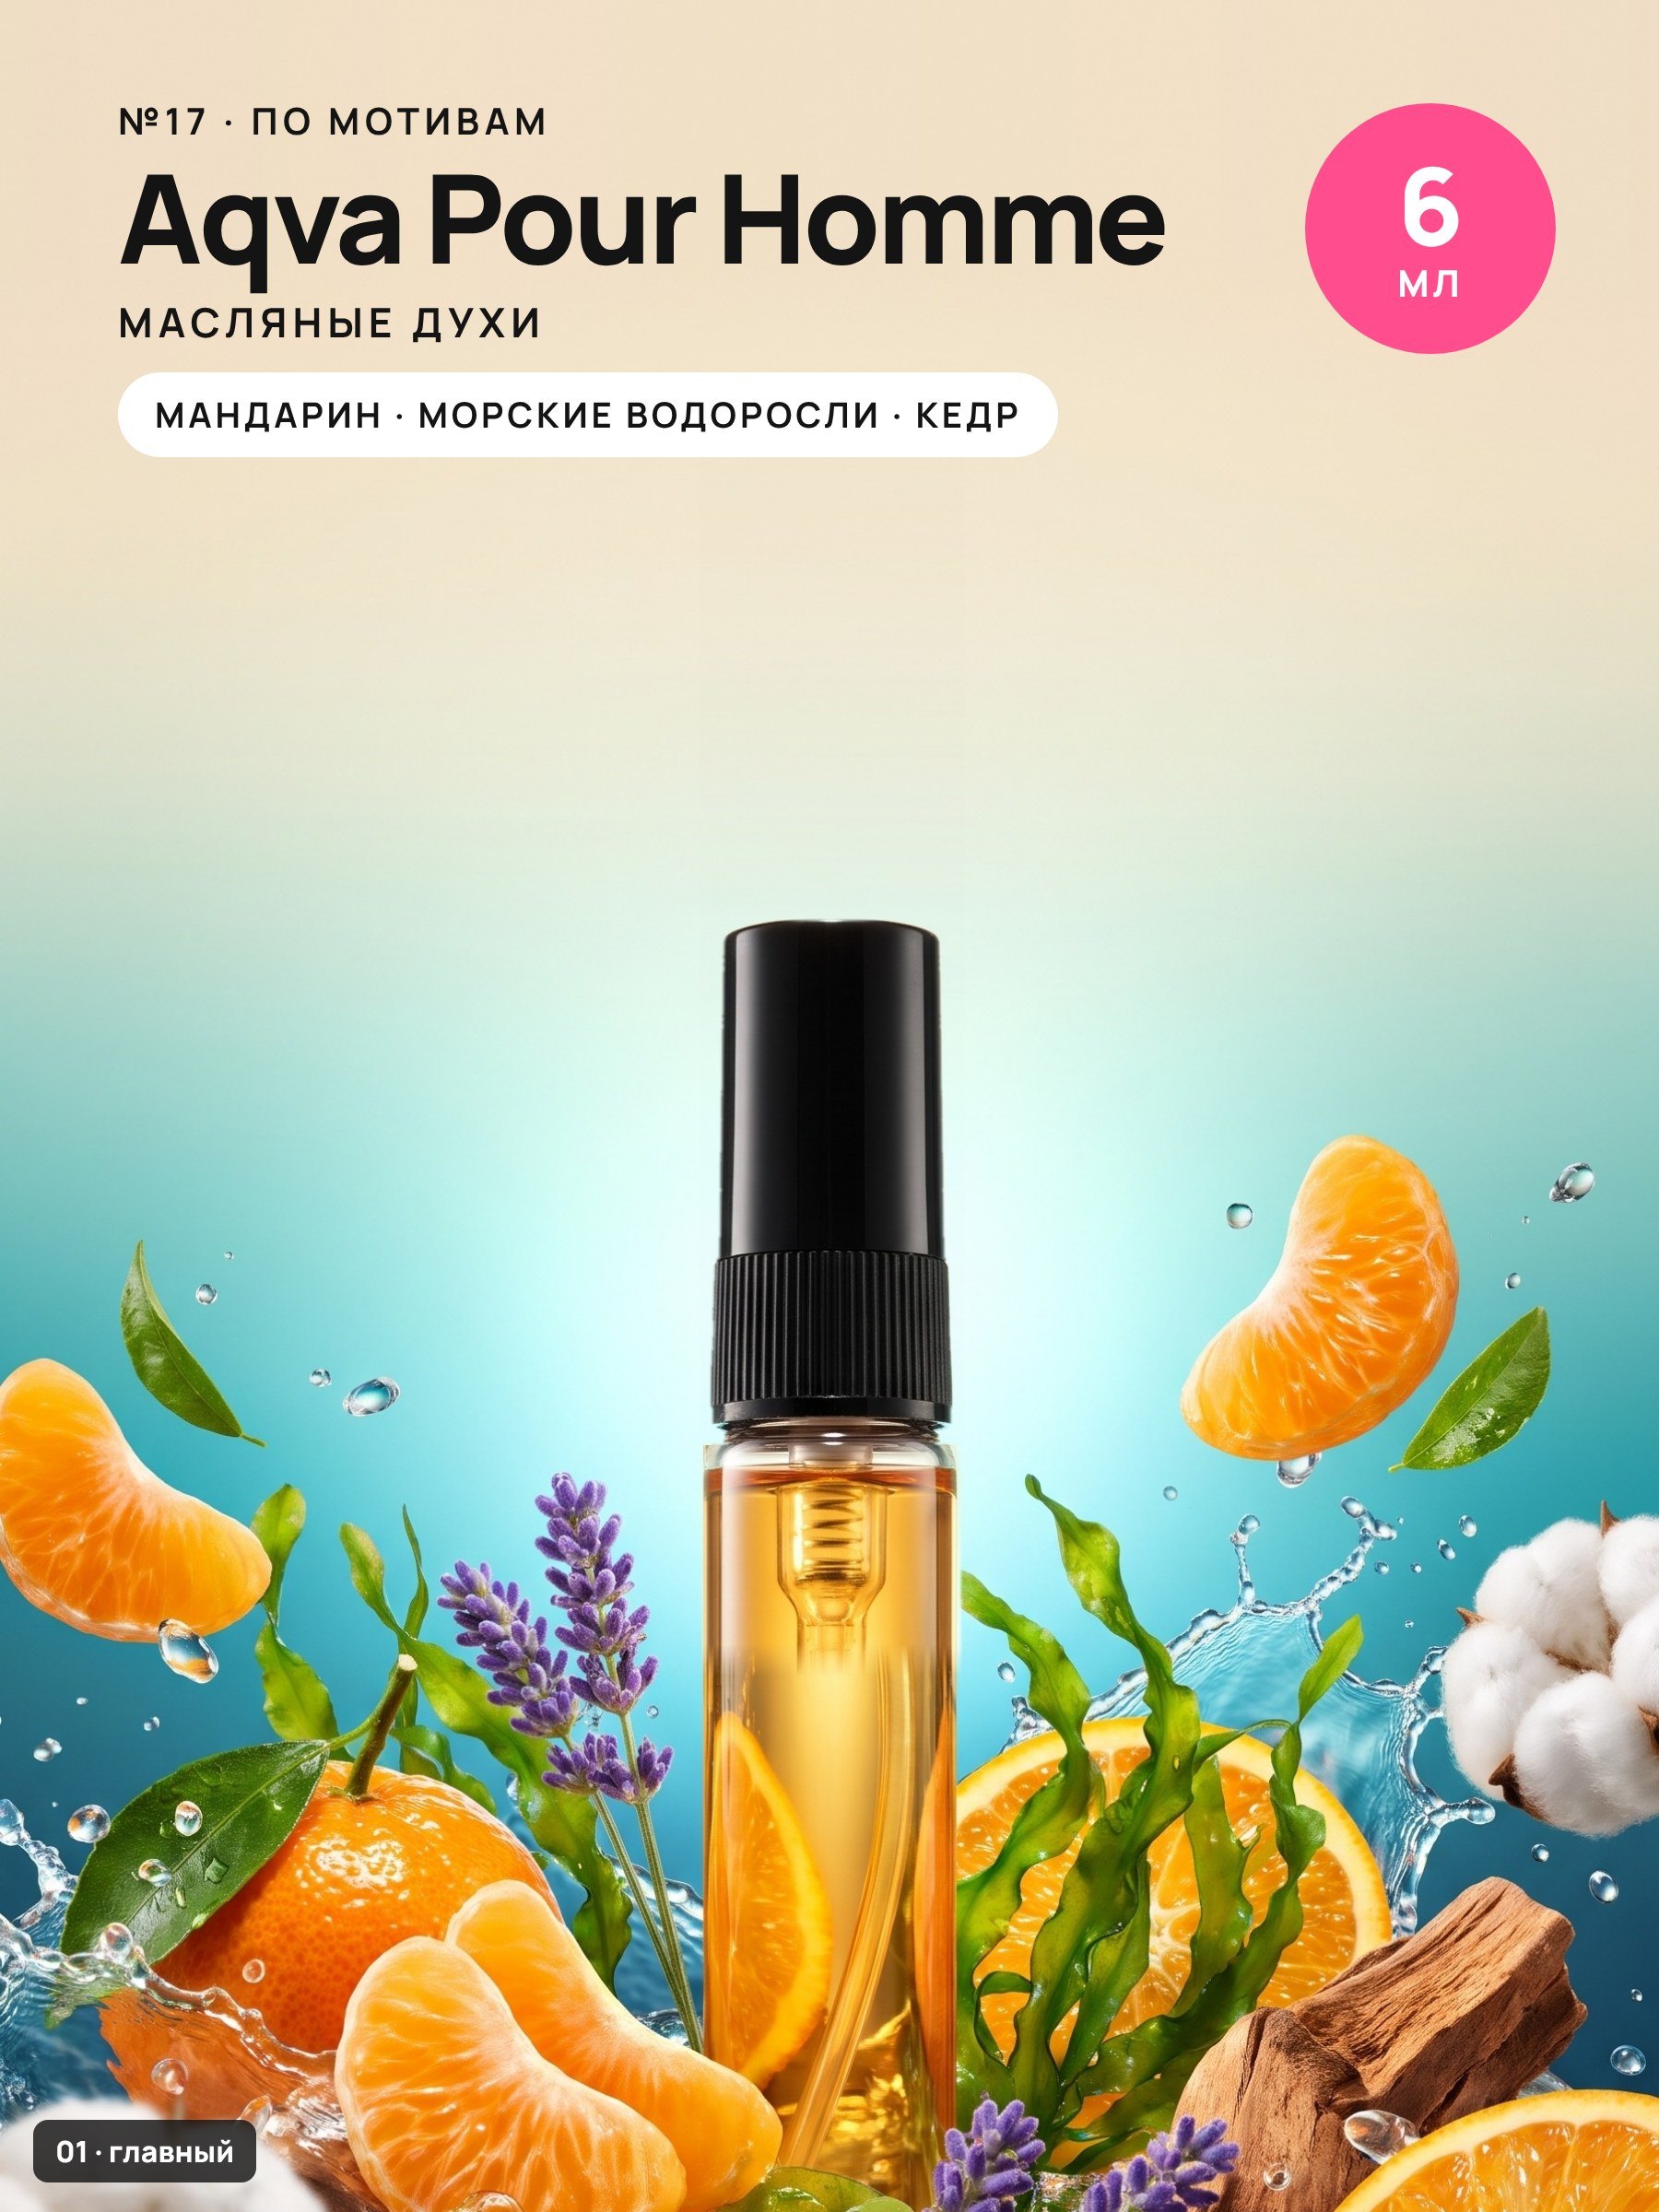 №17 · ПО МОТИВАМ
Aqva Pour Homme
МАСЛЯНЫЕ ДУХИ
МАНДАРИН · МОРСКИЕ ВОДОРОСЛИ · КЕДР
6
МЛ
01 · главный